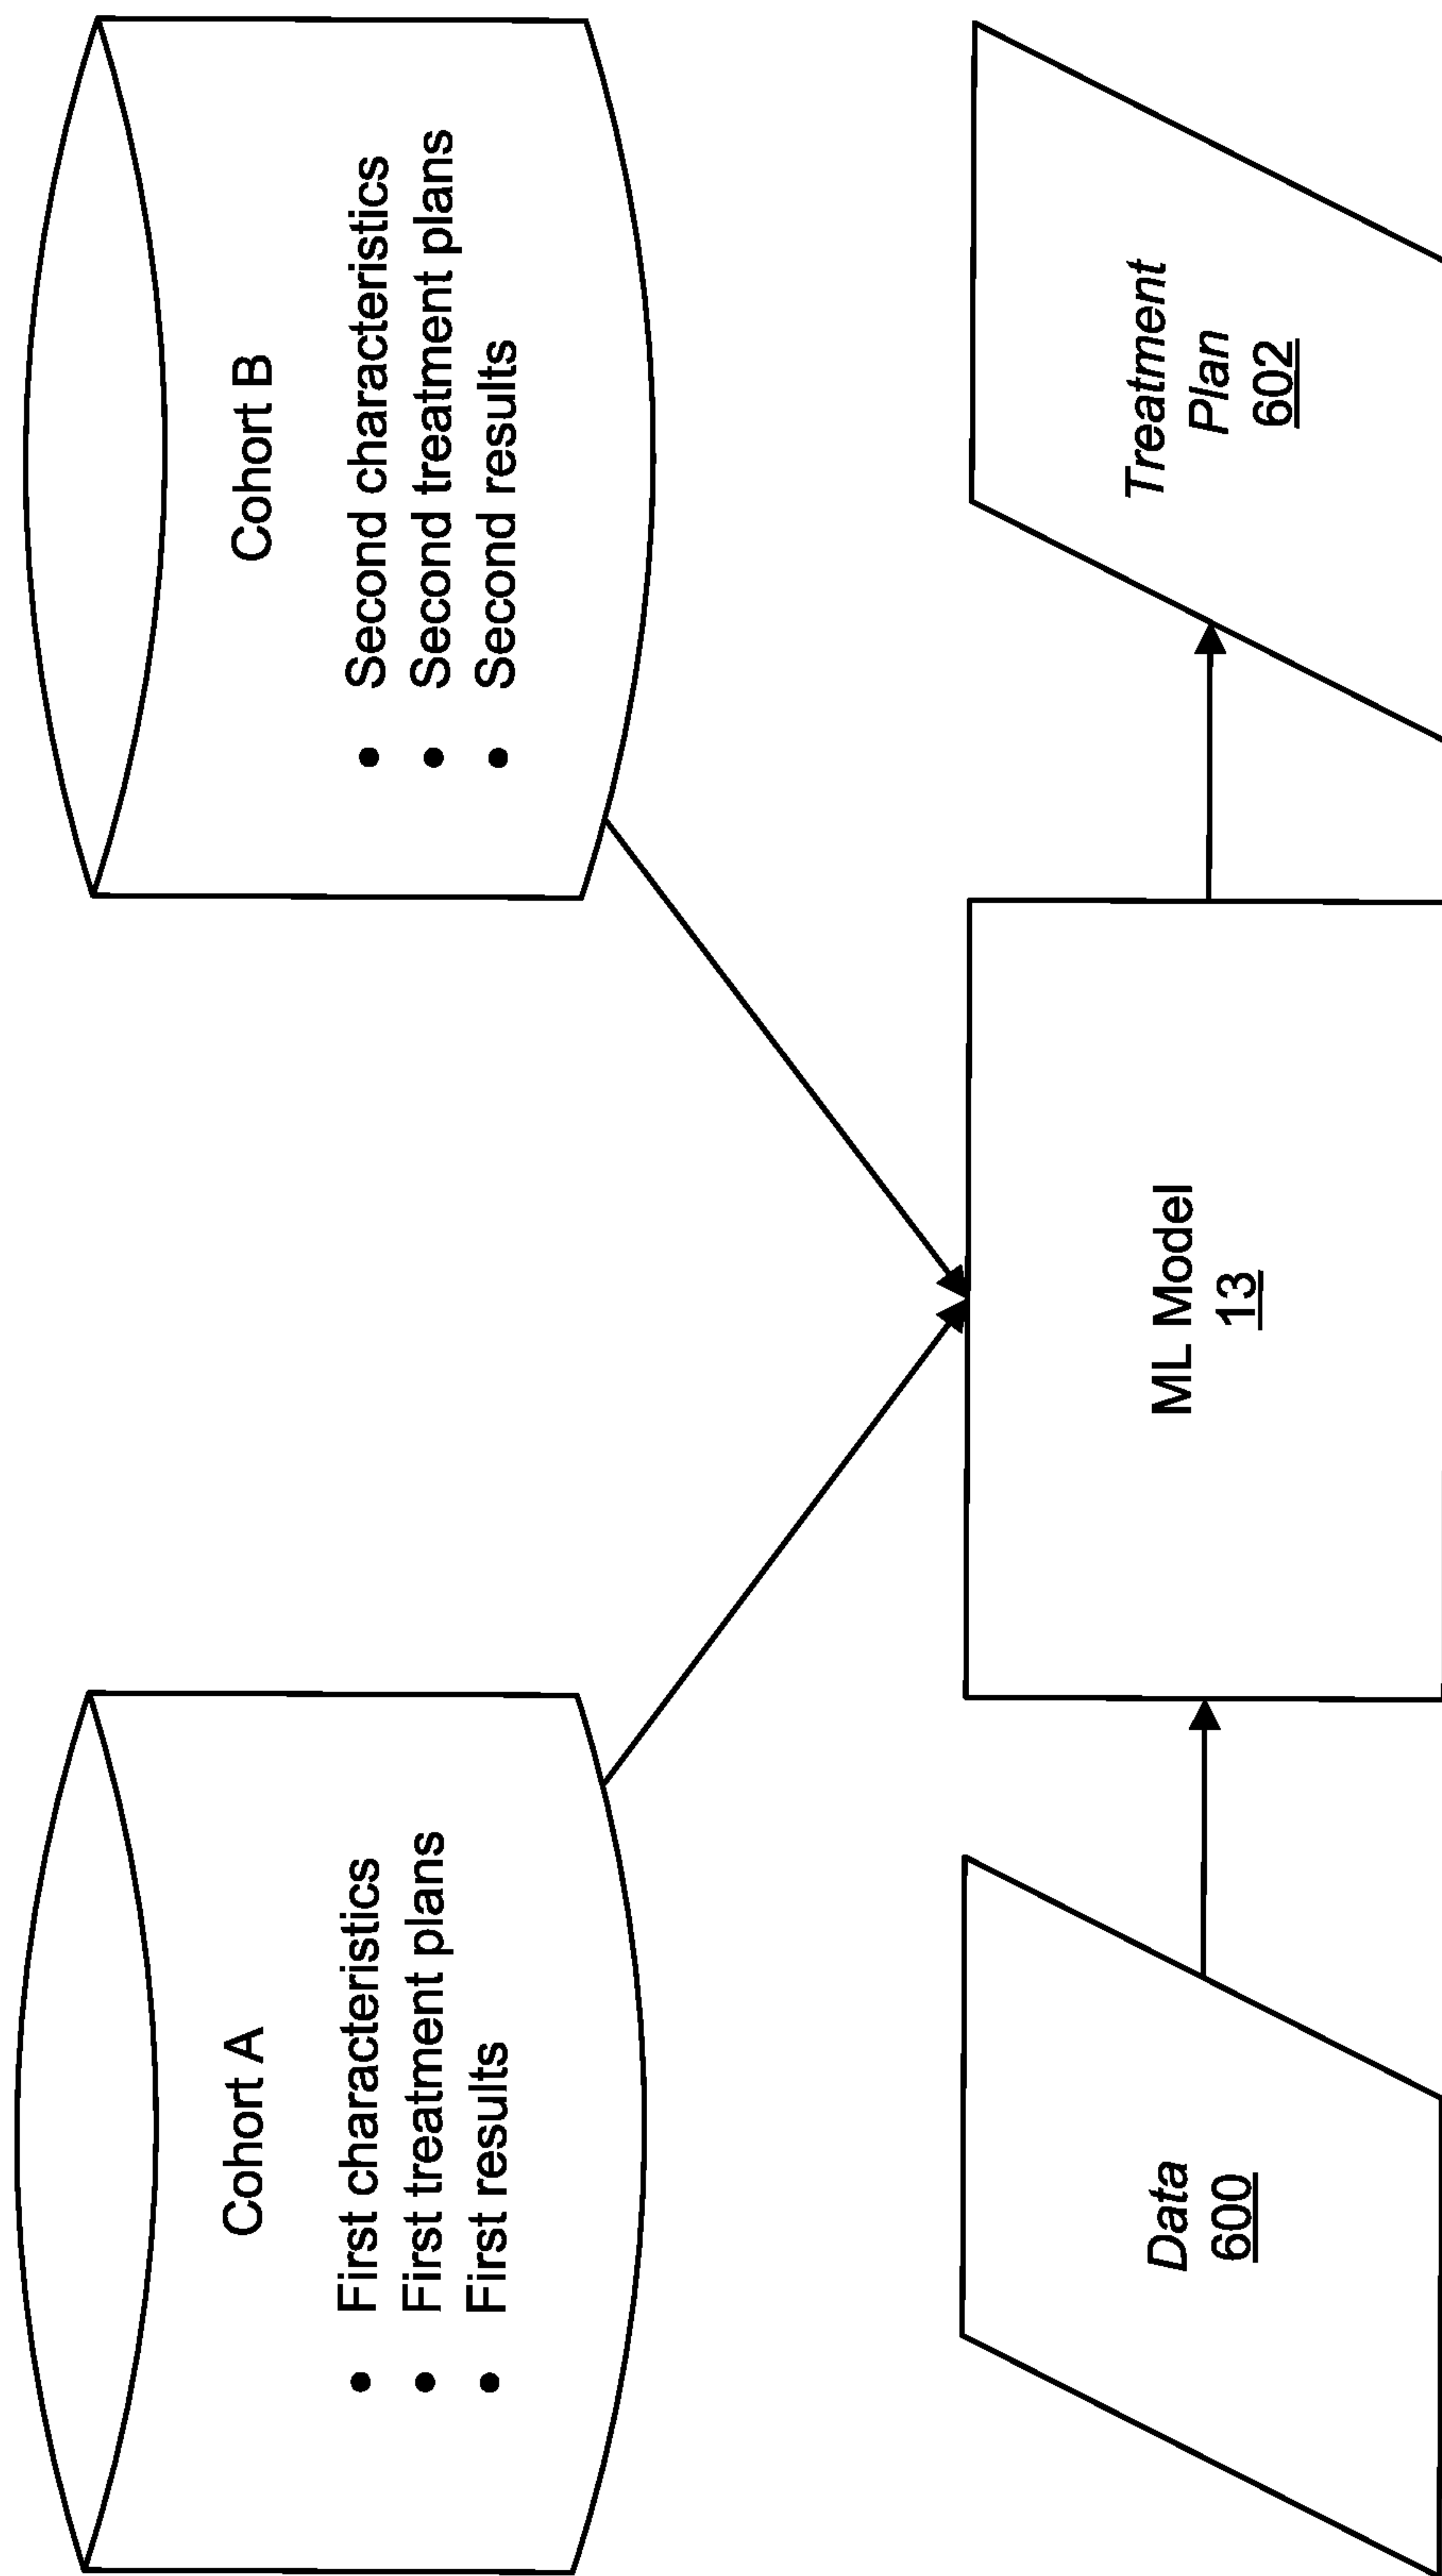 Cohort A
• First characteristics
• First treatment plans
• First results
Cohort B
• Second characteristics
• Second treatment plans
• Second results
Data
600
ML Model
13
Treatment
Plan
602